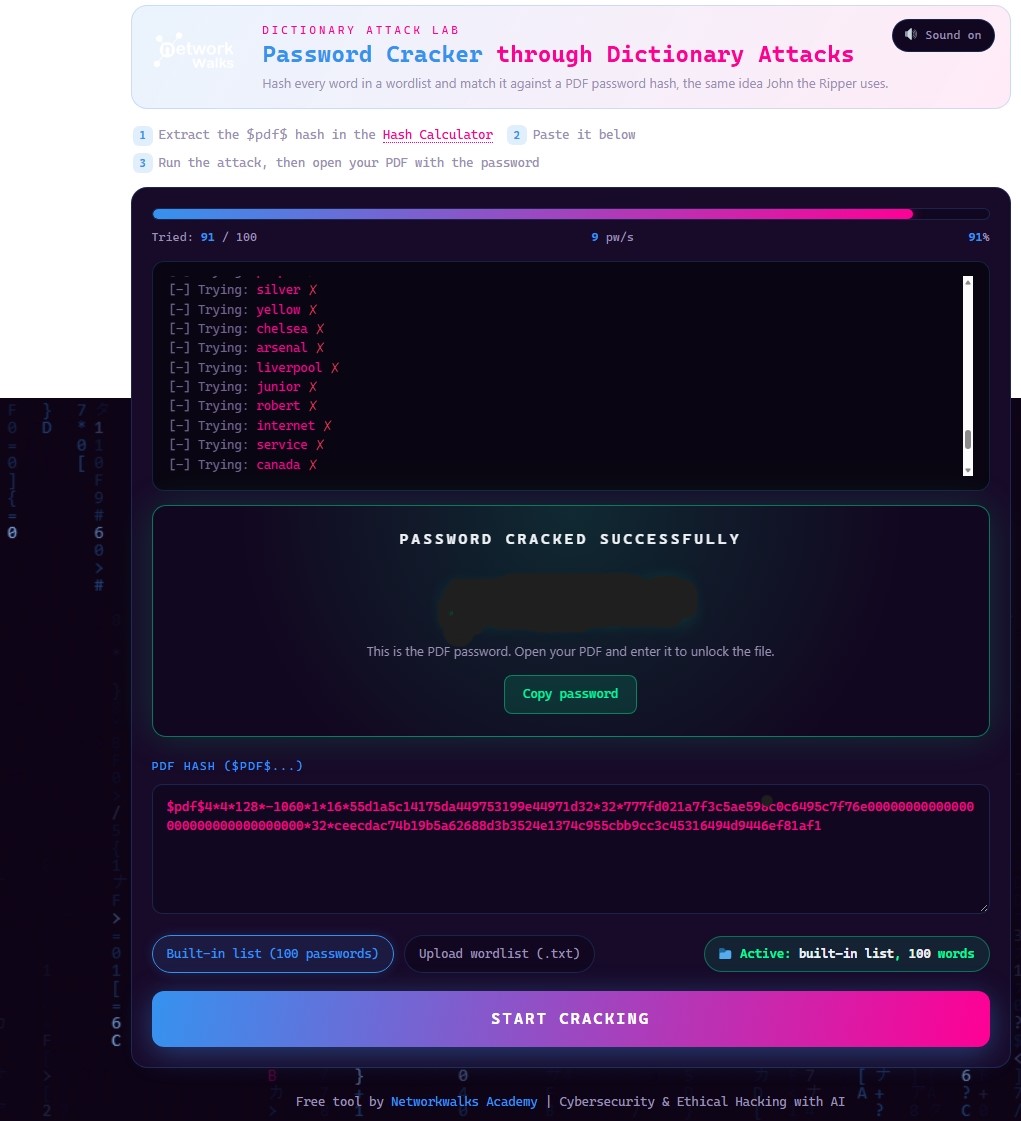 network
Walks
DICTIONARY ATTACK LAB
Password Cracker through Dictionary Attacks
Hash every word in a wordlist and match it against a PDF password hash, the same idea John the Ripper uses.
Sound on
1 Extract the $pdf$ hash in the Hash Calculator 2 Paste it below
3 Run the attack, then open your PDF with the password
Tried: 91 / 100 9 pw/s 91%
[-] Trying: silver ✗
[-] Trying: yellow ✗
[-] Trying: chelsea ✗
[-] Trying: arsenal ✗
[-] Trying: liverpool ✗
[-] Trying: junior ✗
[-] Trying: robert ✗
[-] Trying: internet ✗
[-] Trying: service ✗
[-] Trying: canada ✗
PASSWORD CRACKED SUCCESSFULLY
This is the PDF password. Open your PDF and enter it to unlock the file.
Copy password
PDF HASH ($PDF$...)
000000000000000000*32*ceecdac74b19b5a62688d3b3524e1374c955cbb9cc3c45316494d9446ef81af1
Built-in list (100 passwords) Upload wordlist (.txt) Active: built-in list, 100 words
START CRACKING
Free tool by Networkwalks Academy | Cybersecurity & Ethical Hacking with AI